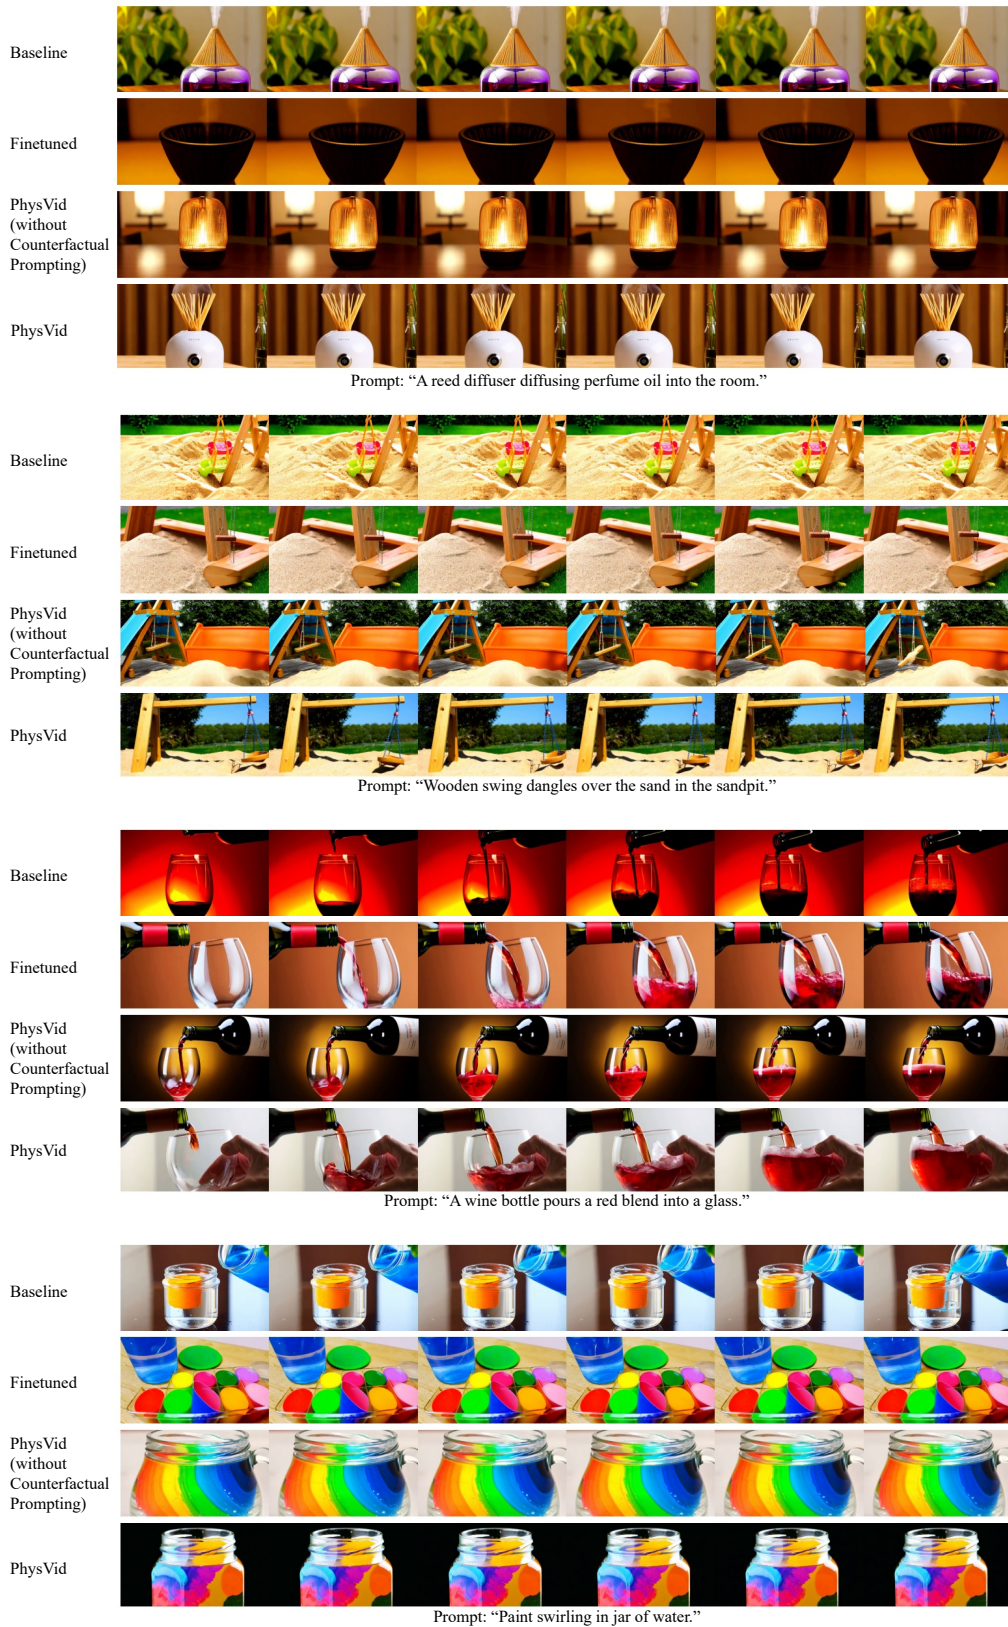 Baseline
Finetuned
PhysVid
(without
Counterfactual
Prompting)
PhysVid
Prompt: “A reed diffuser diffusing perfume oil into the room.”
Baseline
Finetuned
PhysVid
(without
Counterfactual
Prompting)
PhysVid
Prompt: “Wooden swing dangles over the sand in the sandpit.”
Baseline
Finetuned
PhysVid
(without
Counterfactual
Prompting)
PhysVid
Prompt: “A wine bottle pours a red blend into a glass.”
Baseline
Finetuned
PhysVid
(without
Counterfactual
Prompting)
PhysVid
Prompt: “Paint swirling in jar of water.”